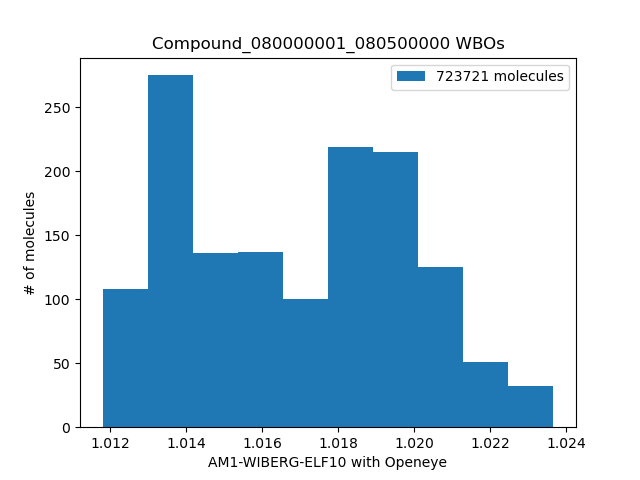 Compound_080000001_080500000 WBOs
723721 molecules
# of molecules
250
200
150
100
50
0
1.012 1.014 1.016 1.018 1.020 1.022 1.024
AM1-WIBERG-ELF10 with Openeye